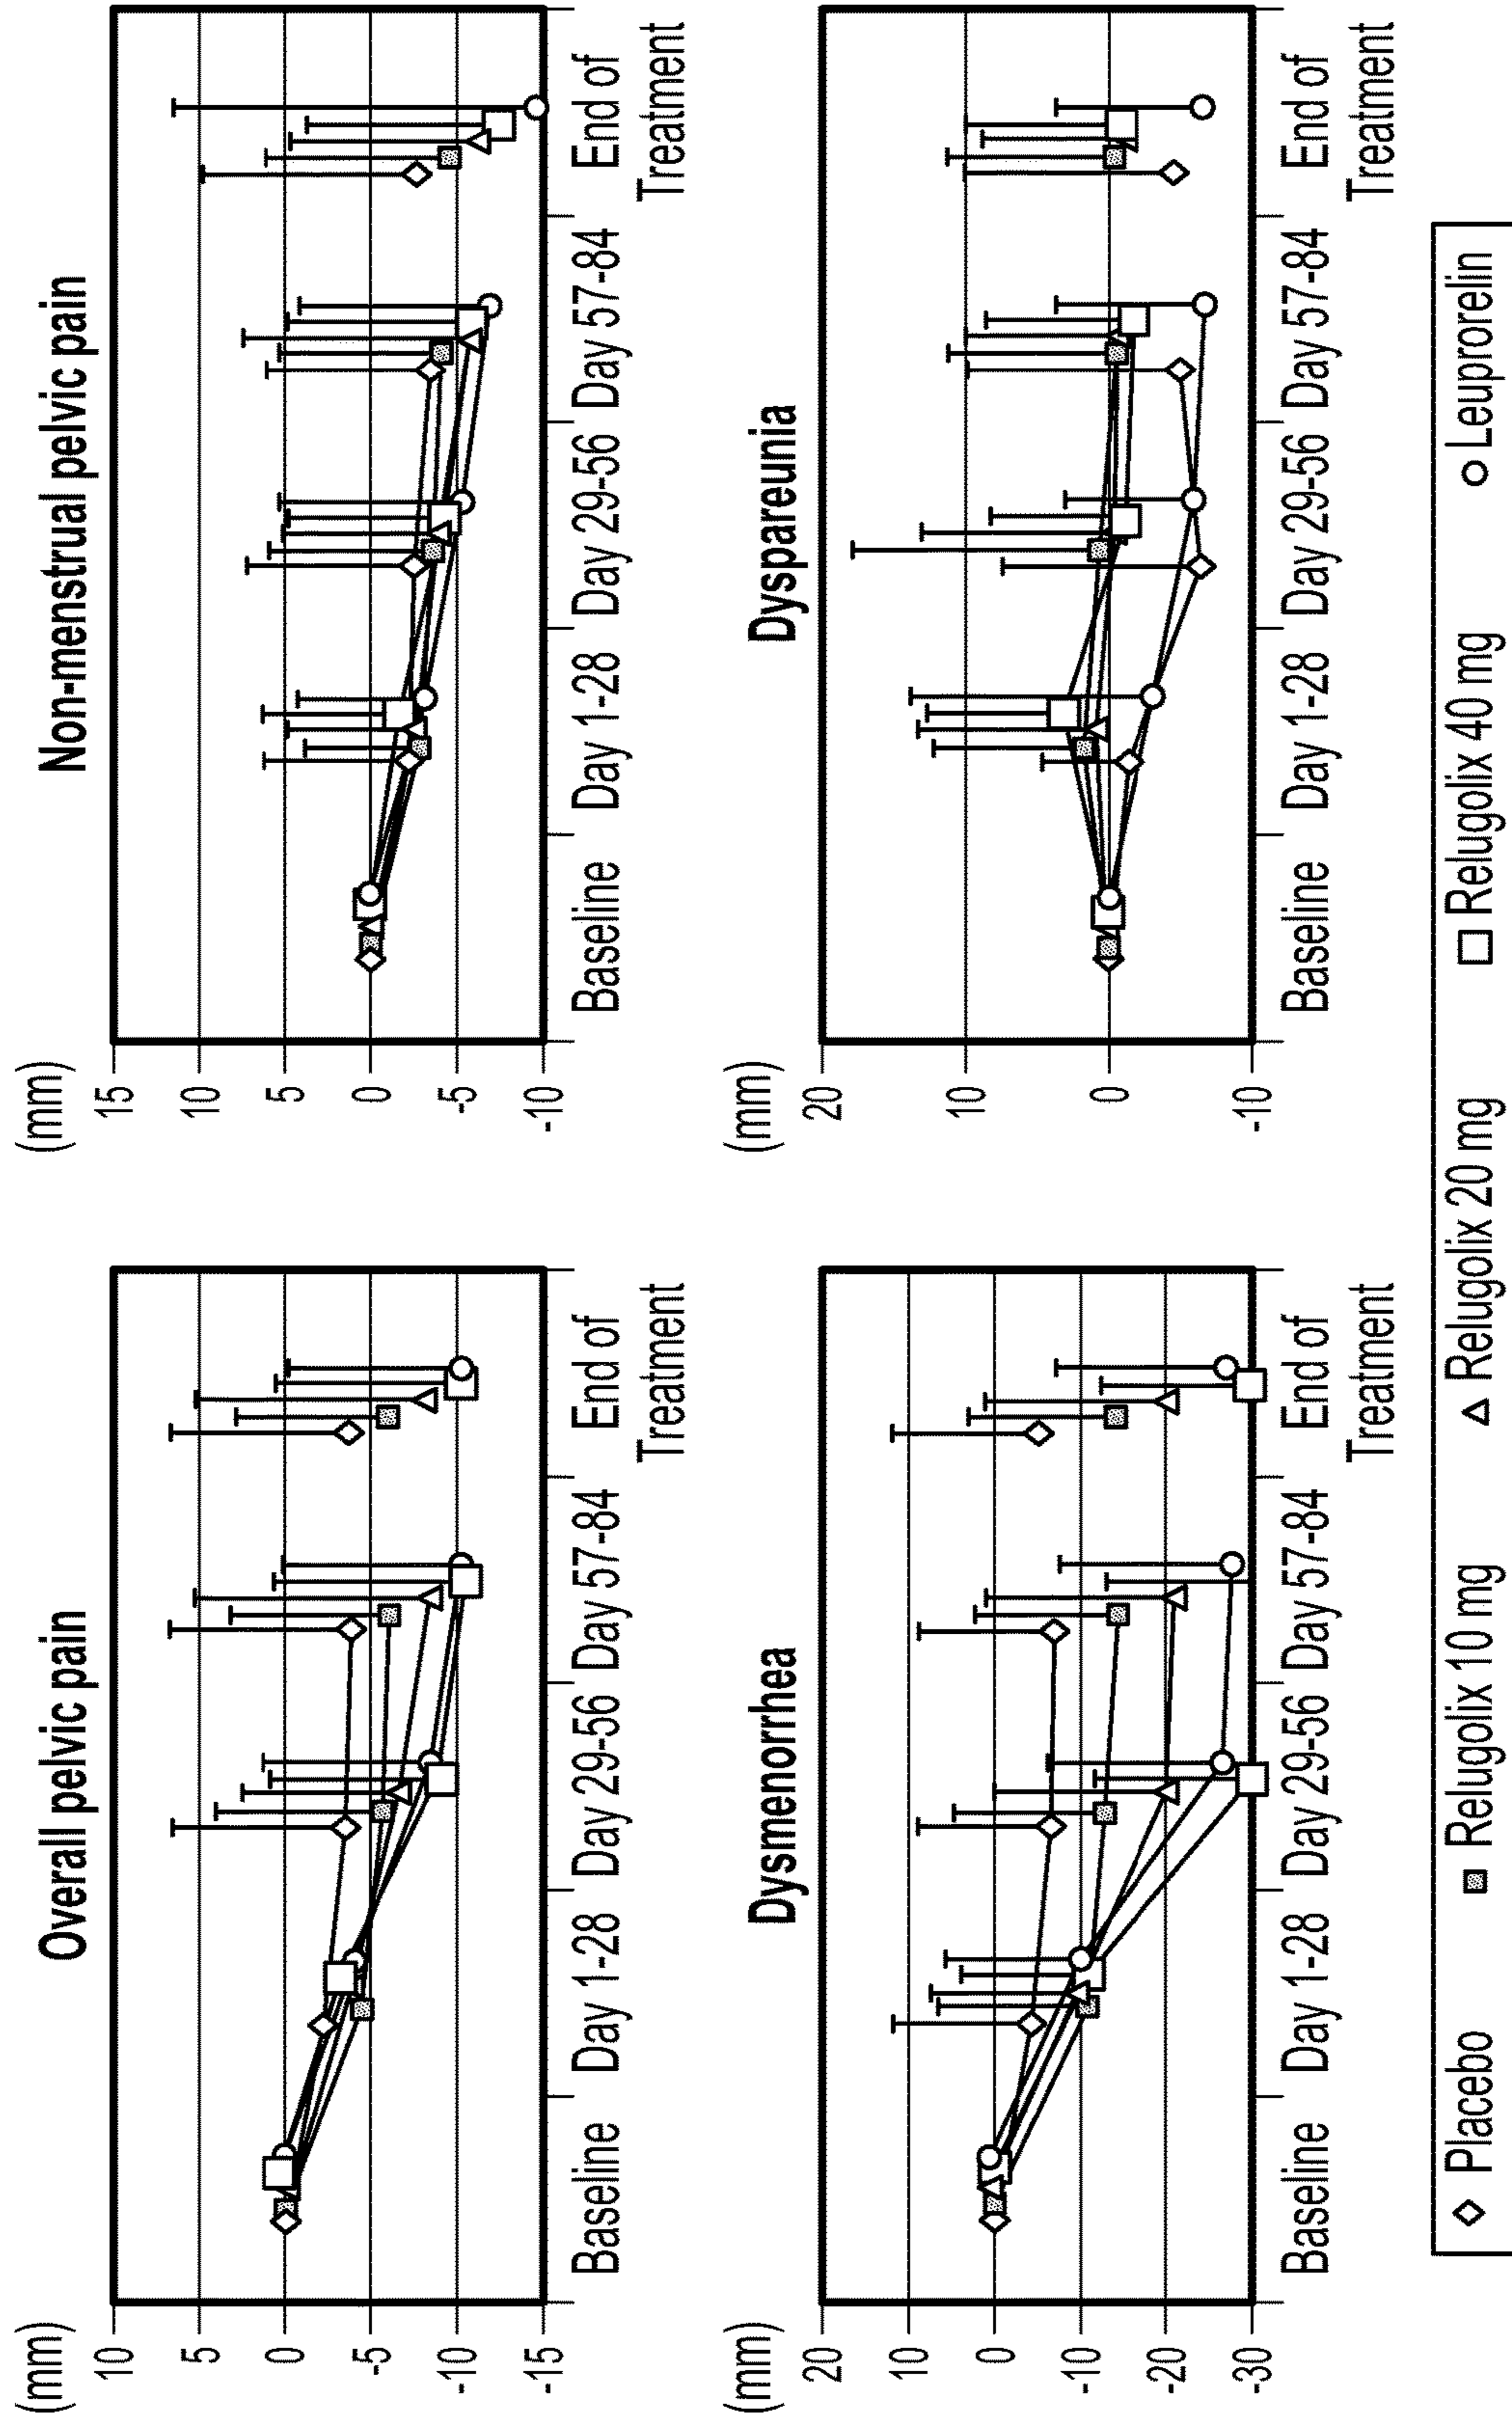 Overall pelvic pain
(mm)
10
5
0
-5
-10
-15
Baseline Day 1-28 Day 29-56 Day 57-84 End of
Treatment
Non-menstrual pelvic pain
(mm)
15
10
5
0
-5
-10
Baseline Day 1-28 Day 29-56 Day 57-84 End of
Treatment
Dysmenorrhea
(mm)
20
10
0
-10
-20
-30
Baseline Day 1-28 Day 29-56 Day 57-84 End of
Treatment
Dyspareunia
(mm)
20
10
0
-10
Baseline Day 1-28 Day 29-56 Day 57-84 End of
Treatment
Placebo Relugolix 10 mg Relugolix 20 mg Relugolix 40 mg Leuprorelin